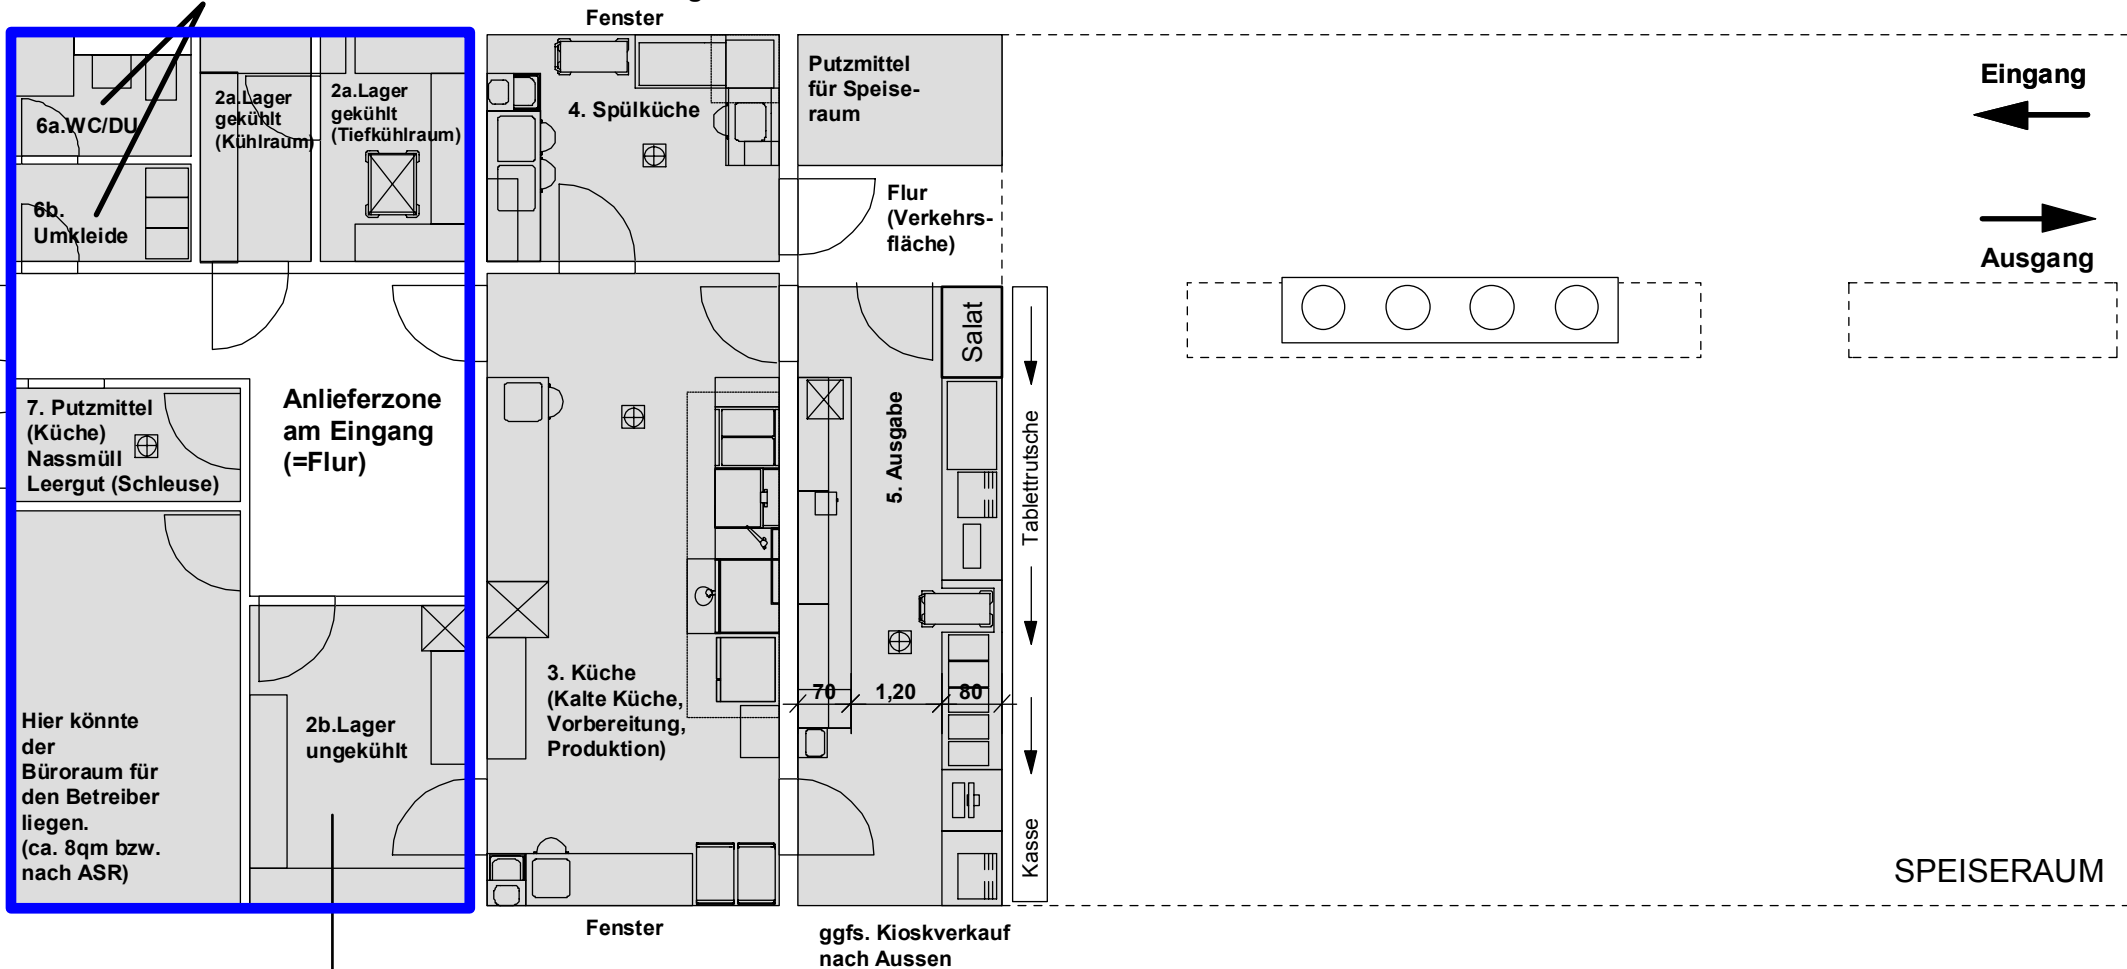 Fenster
6a.WC/DU
2a.Lager
gekühlt
(Kühlraum)
2a.Lager
gekühlt
(Tiefkühlraum)
4. Spülküche
Putzmittel
für Speise-
raum
Eingang
6b.
Umkleide
Flur
(Verkehrs-
fläche)
Ausgang
Salat
7. Putzmittel
(Küche)
Nassmüll
Leergut (Schleuse)
Anlieferzone
am Eingang
(=Flur)
5. Ausgabe
Tablettrutsche
Hier könnte
der
Büroraum für
den Betreiber
liegen.
(ca. 8qm bzw.
nach ASR)
2b.Lager
ungekühlt
3. Küche
(Kalte Küche,
Vorbereitung,
Produktion)
70
1,20
80
Kasse
SPEISERAUM
Fenster
ggfs. Kioskverkauf
nach Aussen